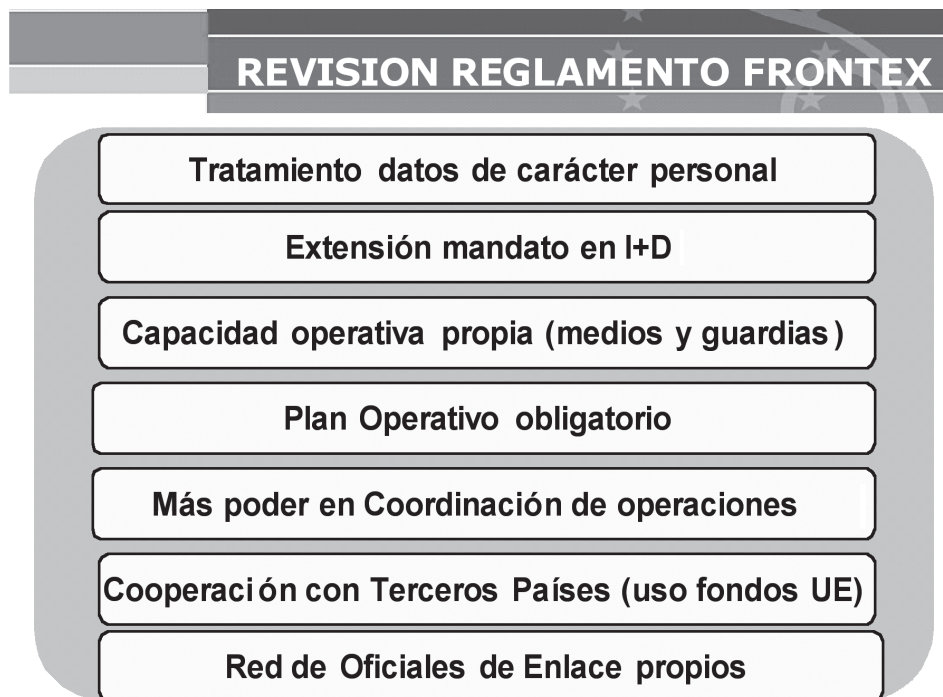 REVISION REGLAMENTO FRONTEX
Tratamiento datos de carácter personal
Extensión mandato en I+D
Capacidad operativa propia (medios y guardias)
Plan Operativo obligatorio
Más poder en Coordinación de operaciones
Cooperación con Terceros Países (uso fondos UE)
Red de Oficiales de Enlace propios